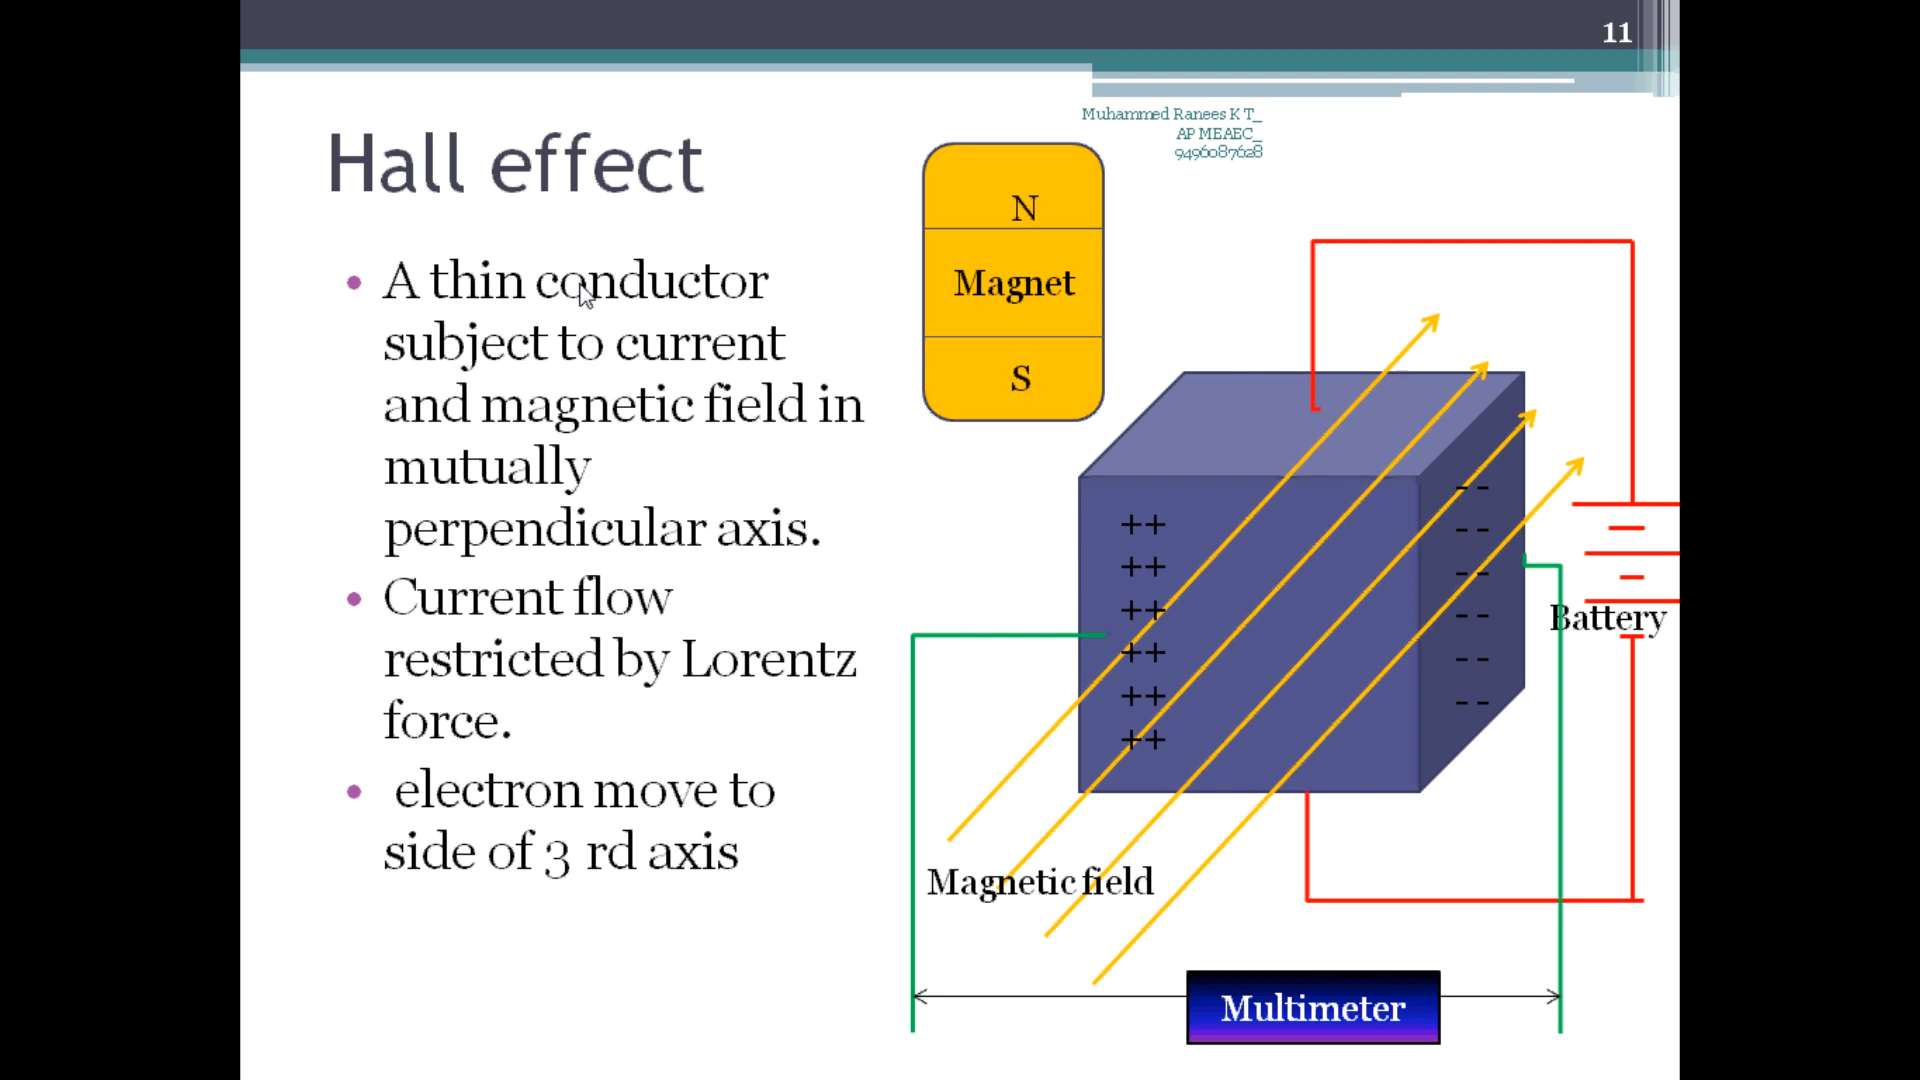 11
Muhammed Ranees K T_
AP MEAEC_
9496087628
Hall effect
• A thin conductor
subject to current
and magnetic field in
mutually
perpendicular axis.
• Current flow
restricted by Lorentz
force.
• electron move to
side of 3 rd axis
N
Magnet
S
++ --
++ --
++ --
++ --
++ --
++ --
Battery
Magnetic field
Multimeter